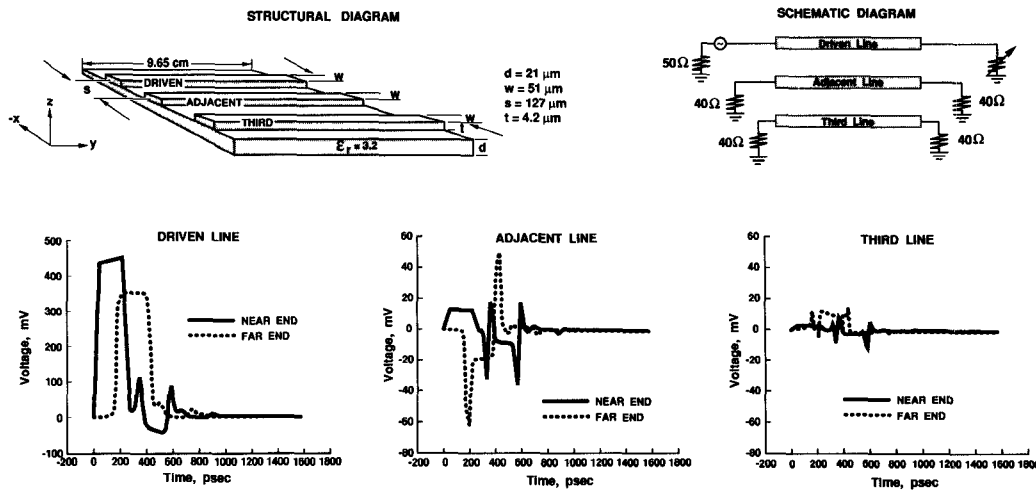 STRUCTURAL DIAGRAM
SCHEMATIC DIAGRAM
9.65 cm
w
DRIVEN
s
w
ADJACENT
w
THIRD
t
εr = 3.2
d
z
-x
y
d = 21 μm
w = 51 μm
s = 127 μm
t = 4.2 μm
Driven Line
50Ω
Adjacent Line
40Ω
40Ω
Third Line
40Ω
40Ω
DRIVEN LINE
Voltage, mV
500
400
300
200
100
0
-100
NEAR END
FAR END
-200 0 200 400 600 800 1000 1200 1400 1600 1800
Time, psec
ADJACENT LINE
Voltage, mV
60
40
20
0
-20
-40
-60
-80
NEAR END
FAR END
-200 0 200 400 600 800 1000 1200 1400 1600 1800
Time, psec
THIRD LINE
Voltage, mV
60
40
20
0
-20
-40
-60
-80
NEAR END
FAR END
-200 0 200 400 600 800 1000 1200 1400 1600 1800
Time, psec